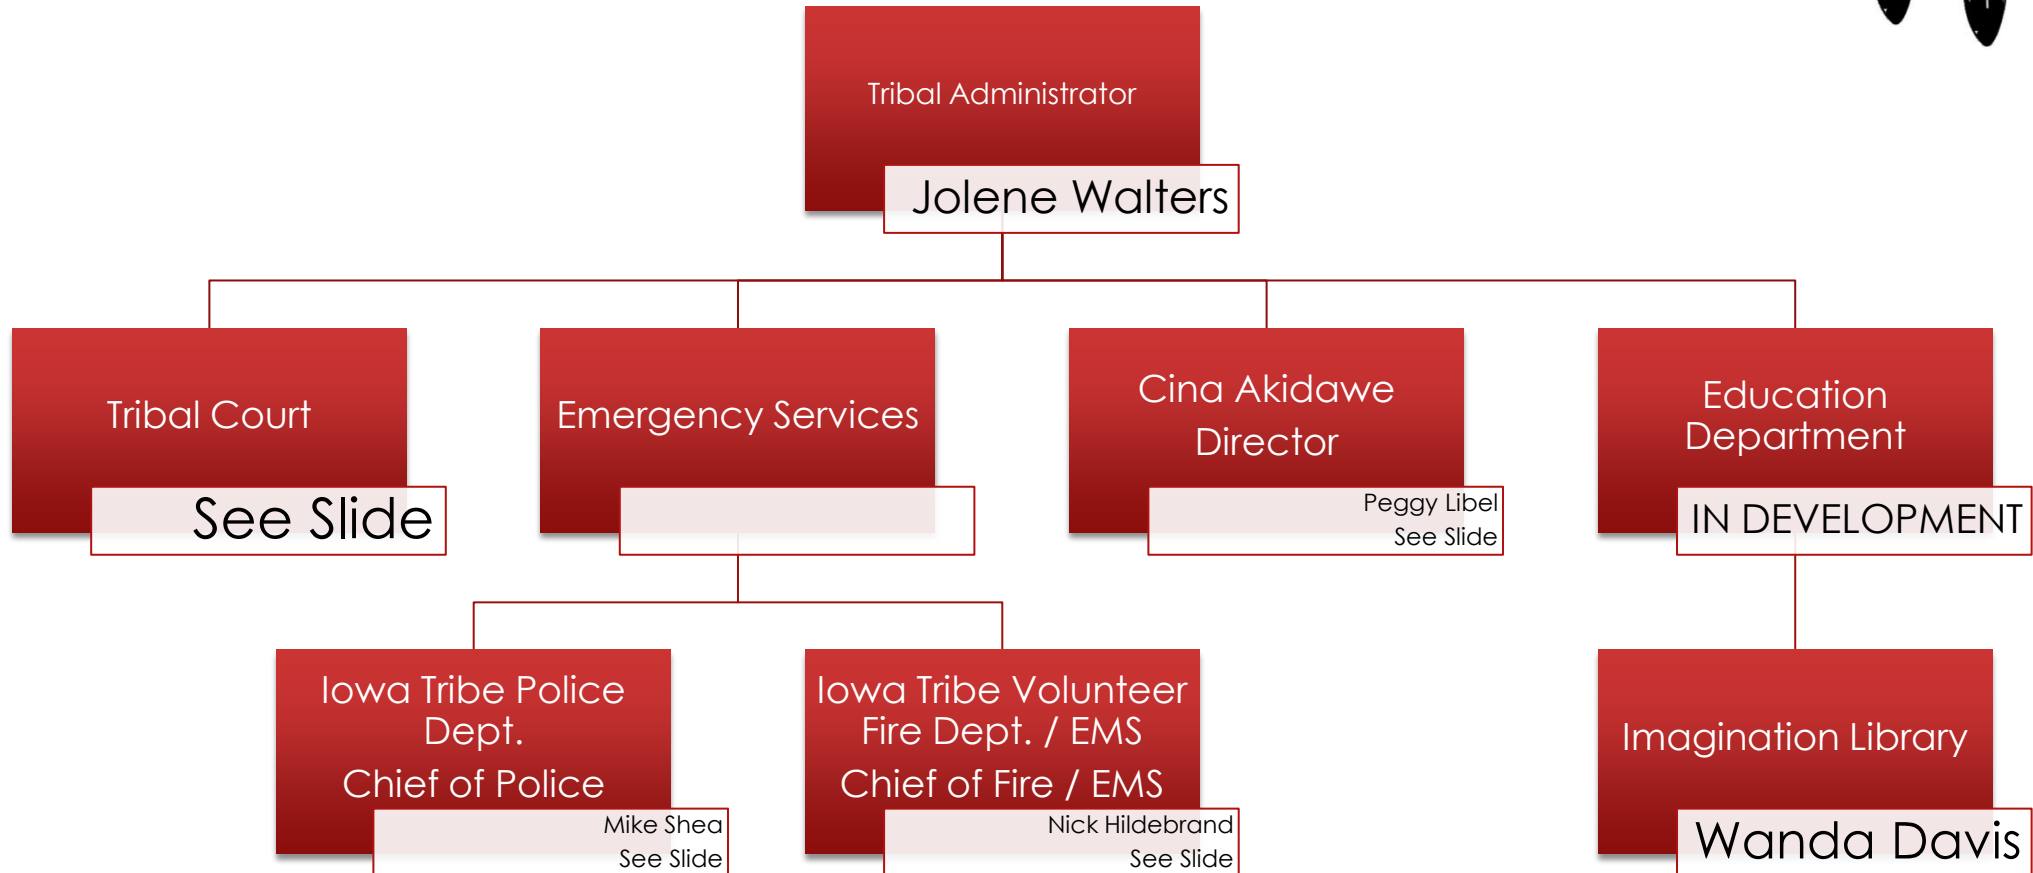 Tribal Administrator
Jolene Walters
Tribal Court
See Slide
Emergency Services
Cina Akidawe
Director
Peggy Libel
See Slide
Education
Department
IN DEVELOPMENT
Iowa Tribe Police
Dept.
Chief of Police
Mike Shea
See Slide
Iowa Tribe Volunteer
Fire Dept. / EMS
Chief of Fire / EMS
Nick Hildebrand
See Slide
Imagination Library
Wanda Davis